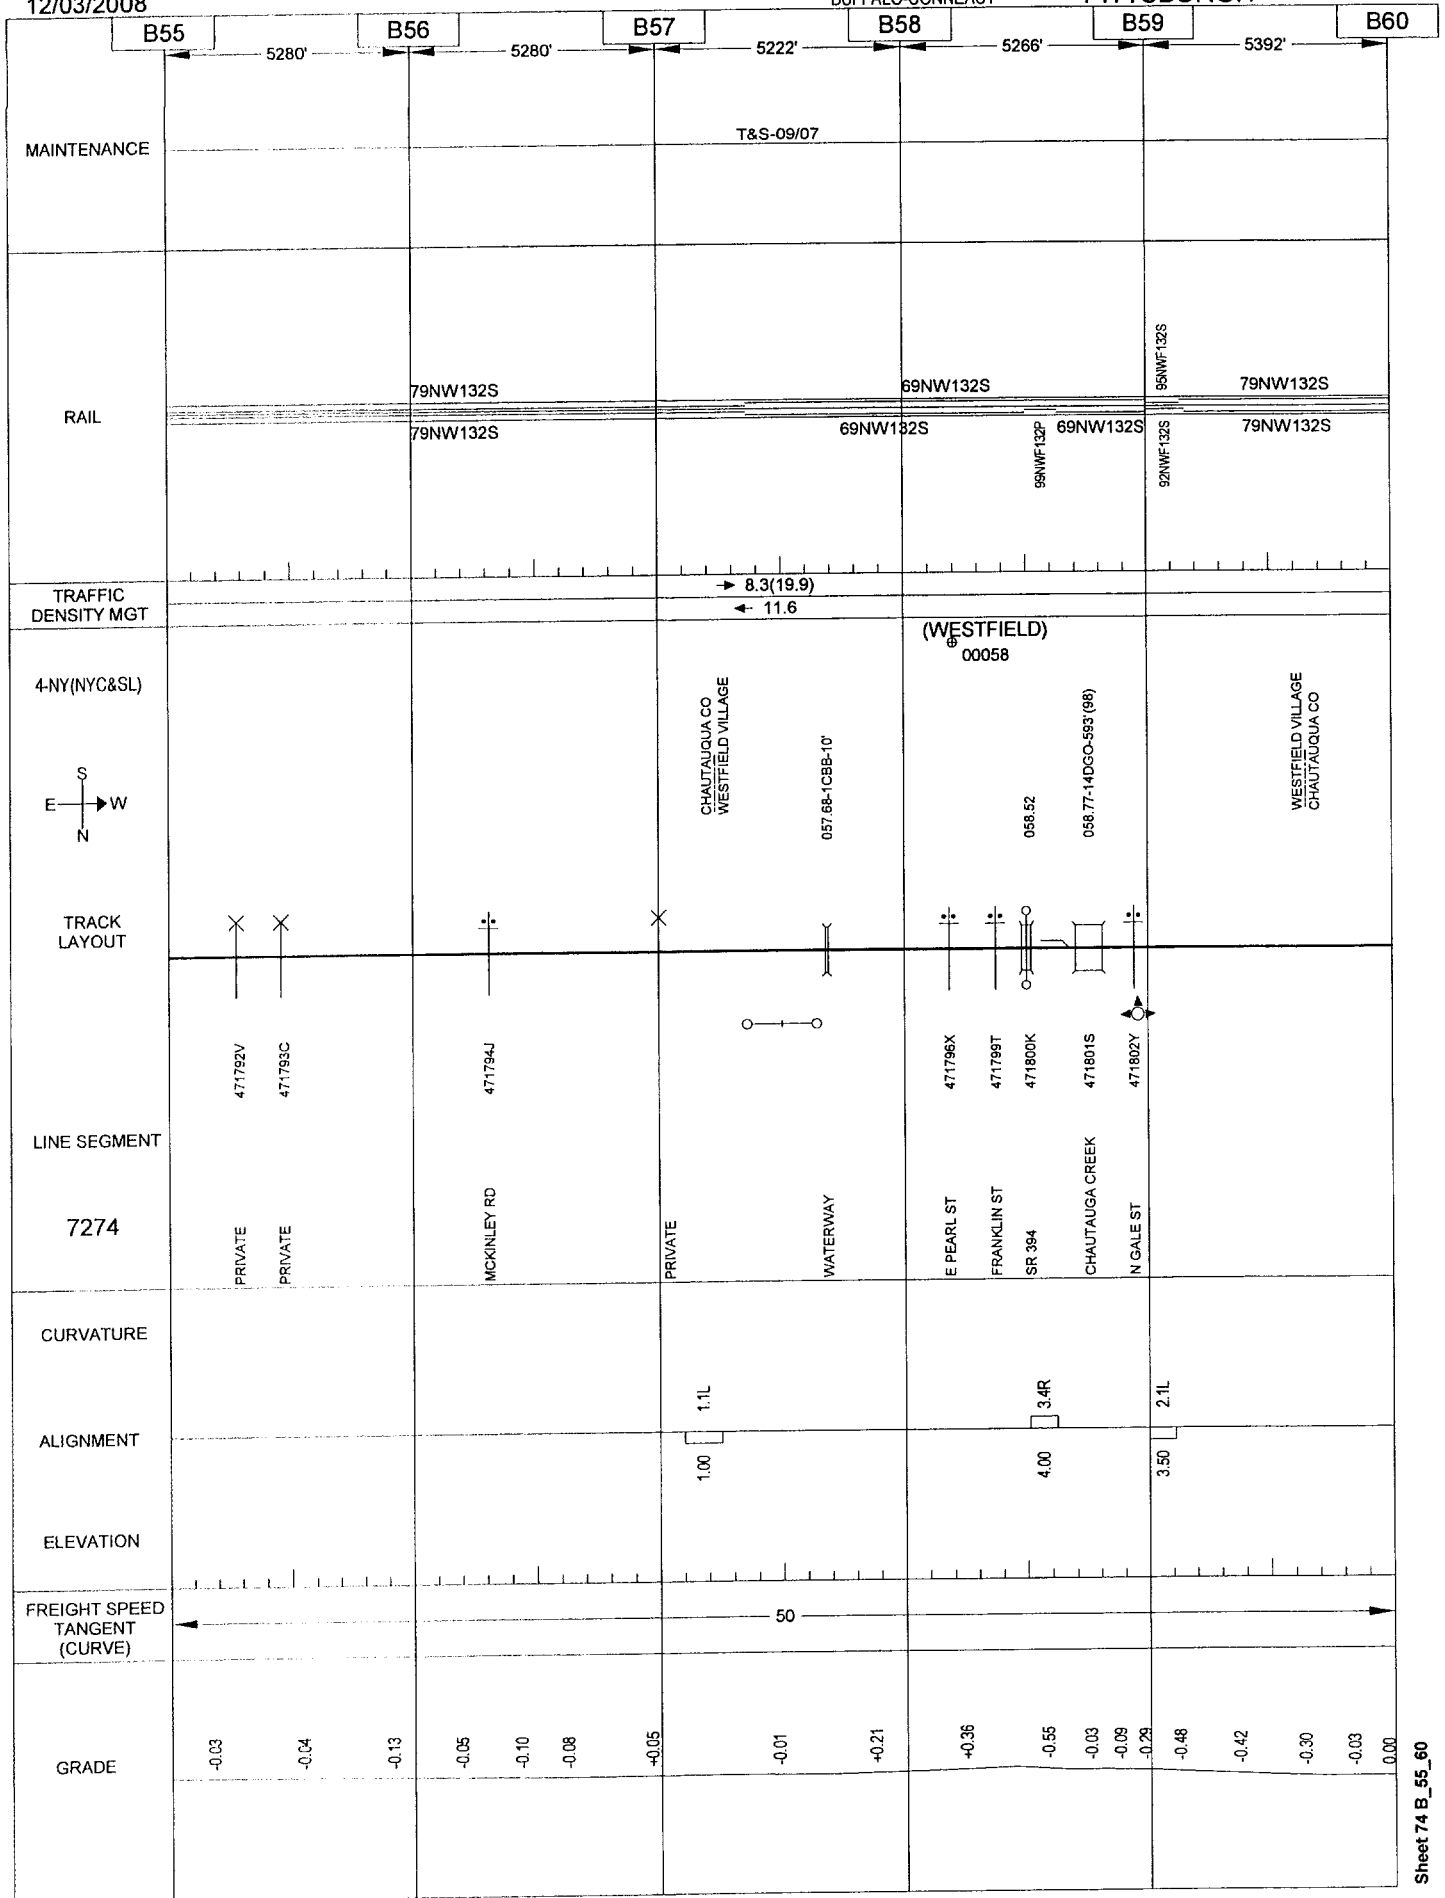 12/03/2008
B55
B56
B57
B58
B59
B60
5280'
5280'
5222'
5266'
5392'
MAINTENANCE
T&S-09/07
RAIL
79NW132S
69NW132S
95NWF132S
79NW132S
79NW132S
69NW132S
99NWF132P
69NW132S
92NWF132S
79NW132S
TRAFFIC
DENSITY MGT
8.3(19.9)
11.6
(WESTFIELD)
00058
4-NY(NYC&SL)
CHAUTAUQUA CO
WESTFIELD VILLAGE
057.68-1CBB-10'
058.52
058.77-14DGO-593'(98)
WESTFIELD VILLAGE
CHAUTAUQUA CO
S
E W
N
TRACK
LAYOUT
471792V
471793C
471794J
471796X
471799T
471800K
471801S
471802Y
LINE SEGMENT
7274
PRIVATE
PRIVATE
MCKINLEY RD
PRIVATE
WATERWAY
E PEARL ST
FRANKLIN ST
SR 394
CHAUTAUGA CREEK
N GALE ST
CURVATURE
1.1L
3.4R
2.1L
ALIGNMENT
1.00
4.00
3.50
ELEVATION
FREIGHT SPEED
TANGENT
(CURVE)
50
GRADE
-0.03
-0.04
-0.13
-0.05
-0.10
-0.08
+0.05
-0.01
+0.21
+0.36
-0.55
-0.03
-0.09
-0.29
-0.48
-0.42
-0.30
-0.03
0.00
Sheet 74 B_55_60